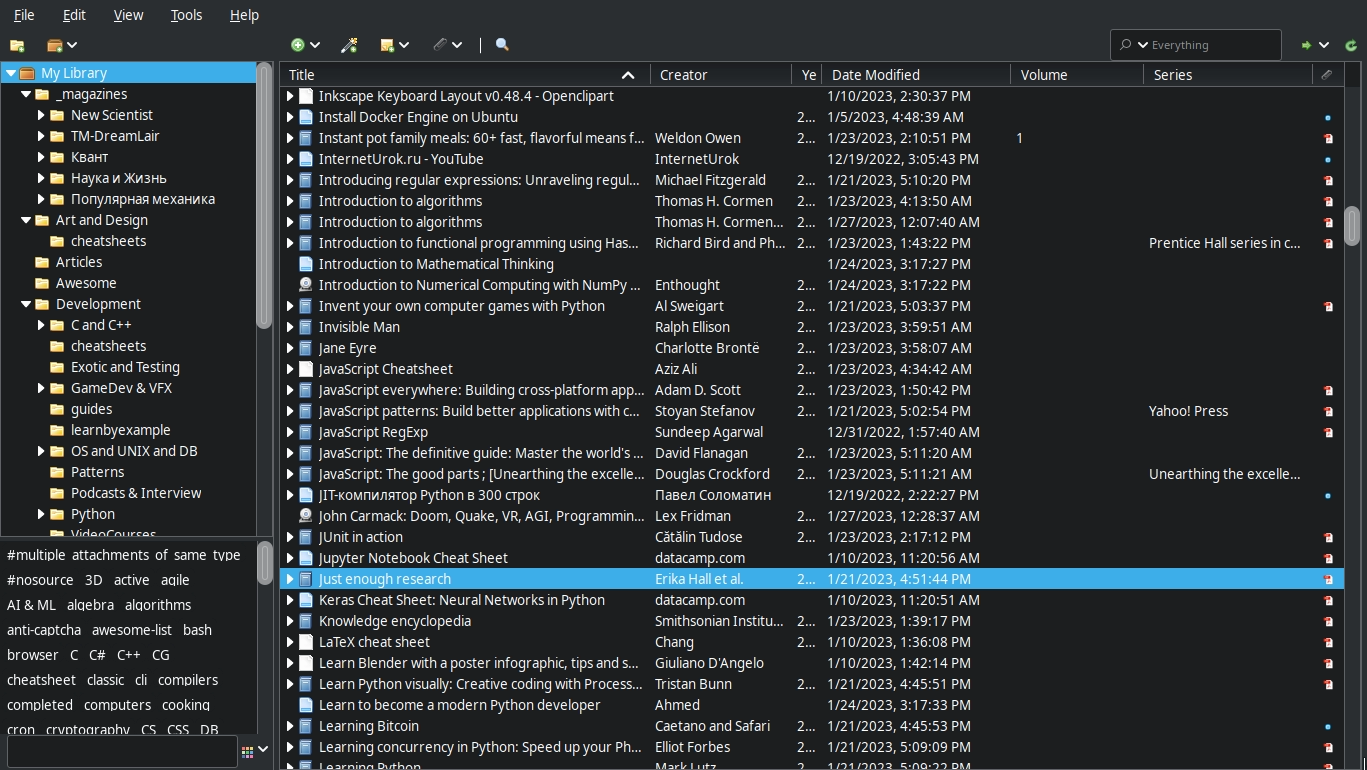 File Edit View Tools Help
Everything
My Library
_magazines
New Scientist
TM-DreamLair
Квант
Наука и Жизнь
Популярная механика
Art and Design
cheatsheets
Articles
Awesome
Development
C and C++
cheatsheets
Exotic and Testing
GameDev & VFX
guides
learnbyexample
OS and UNIX and DB
Patterns
Podcasts & Interview
Python
VideoCourses
#multiple attachments of same type
#nosource 3D active agile
AI & ML algebra algorithms
anti-captcha awesome-list bash
browser C C# C++ CG
cheatsheet classic cli compilers
completed computers cooking
cron cryptography CS CSS DB
Title Creator Ye Date Modified Volume Series
Inkscape Keyboard Layout v0.48.4 - Openclipart 1/10/2023, 2:30:37 PM
Install Docker Engine on Ubuntu 2... 1/5/2023, 4:48:39 AM
Instant pot family meals: 60+ fast, flavorful means f... Weldon Owen 2... 1/23/2023, 2:10:51 PM 1
InternetUrok.ru - YouTube InternetUrok 2... 12/19/2022, 3:05:43 PM
Introducing regular expressions: Unraveling regul... Michael Fitzgerald 2... 1/21/2023, 5:10:20 PM
Introduction to algorithms Thomas H. Cormen 2... 1/23/2023, 4:13:50 AM
Introduction to algorithms Thomas H. Cormen... 2... 1/27/2023, 12:07:40 AM
Introduction to functional programming using Has... Richard Bird and Ph... 2... 1/23/2023, 1:43:22 PM Prentice Hall series in c...
Introduction to Mathematical Thinking 1/24/2023, 3:17:27 PM
Introduction to Numerical Computing with NumPy ... Enthought 2... 1/24/2023, 3:17:22 PM
Invent your own computer games with Python Al Sweigart 2... 1/21/2023, 5:03:37 PM
Invisible Man Ralph Ellison 2... 1/23/2023, 3:59:51 AM
Jane Eyre Charlotte Brontë 2... 1/23/2023, 3:58:07 AM
JavaScript Cheatsheet Aziz Ali 2... 1/23/2023, 4:34:42 AM
JavaScript everywhere: Building cross-platform app... Adam D. Scott 2... 1/23/2023, 1:50:42 PM
JavaScript patterns: Build better applications with c... Stoyan Stefanov 2... 1/21/2023, 5:02:54 PM Yahoo! Press
JavaScript RegExp Sundeep Agarwal 2... 12/31/2022, 1:57:40 AM
JavaScript: The definitive guide: Master the world's ... David Flanagan 2... 1/23/2023, 5:11:20 AM
JavaScript: The good parts ; [Unearthing the excelle... Douglas Crockford 2... 1/23/2023, 5:11:21 AM Unearthing the excelle...
JIT-компилятор Python в 300 строк Павел Соломатин 2... 12/19/2022, 2:22:27 PM
John Carmack: Doom, Quake, VR, AGI, Programmin... Lex Fridman 2... 1/27/2023, 12:28:37 AM
JUnit in action Cătălin Tudose 2... 1/23/2023, 2:17:12 PM
Jupyter Notebook Cheat Sheet datacamp.com 2... 1/10/2023, 11:20:56 AM
Just enough research Erika Hall et al. 2... 1/21/2023, 4:51:44 PM
Keras Cheat Sheet: Neural Networks in Python datacamp.com 2... 1/10/2023, 11:20:51 AM
Knowledge encyclopedia Smithsonian Institu... 2... 1/23/2023, 1:39:17 PM
LaTeX cheat sheet Chang 2... 1/10/2023, 1:36:08 PM
Learn Blender with a poster infographic, tips and s... Giuliano D'Angelo 1/10/2023, 1:42:14 PM
Learn Python visually: Creative coding with Process... Tristan Bunn 2... 1/21/2023, 4:45:51 PM
Learn to become a modern Python developer Ahmed 1/24/2023, 3:17:33 PM
Learning Bitcoin Caetano and Safari 2... 1/21/2023, 4:45:53 PM
Learning concurrency in Python: Speed up your Ph... Elliot Forbes 2... 1/21/2023, 5:09:09 PM
Learning Python Mark Lutz 2... 1/21/2023, 5:09:22 PM